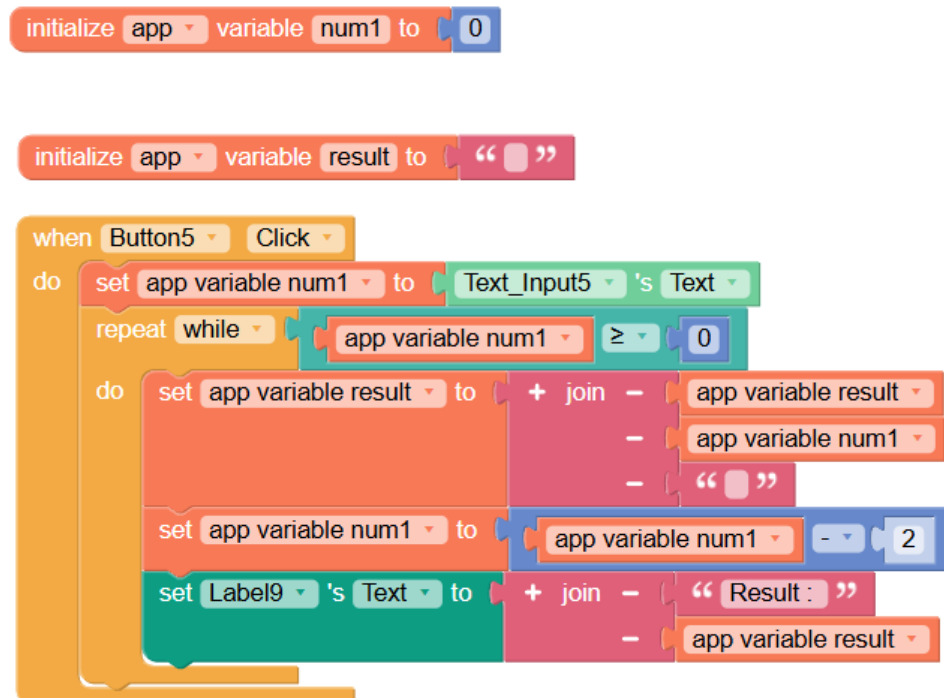 initialize app variable num1 to 0
initialize app variable result to “ ”
when Button5 Click
do set app variable num1 to Text_Input5 's Text
repeat while app variable num1 ≥ 0
do set app variable result to + join − app variable result
− app variable num1
− “ ”
set app variable num1 to app variable num1 - 2
set Label9 's Text to + join − “ Result : ”
− app variable result